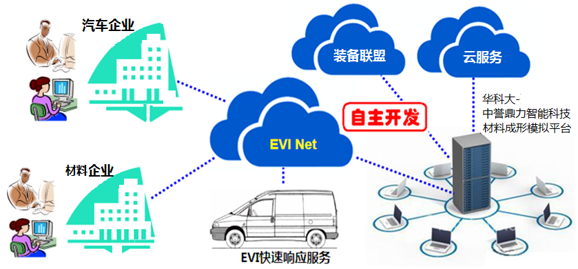 汽车企业
装备联盟
云服务
华科大-
中誉鼎力智能科技
材料成形模拟平台
自主开发
EVI Net
材料企业
EVI快速响应服务